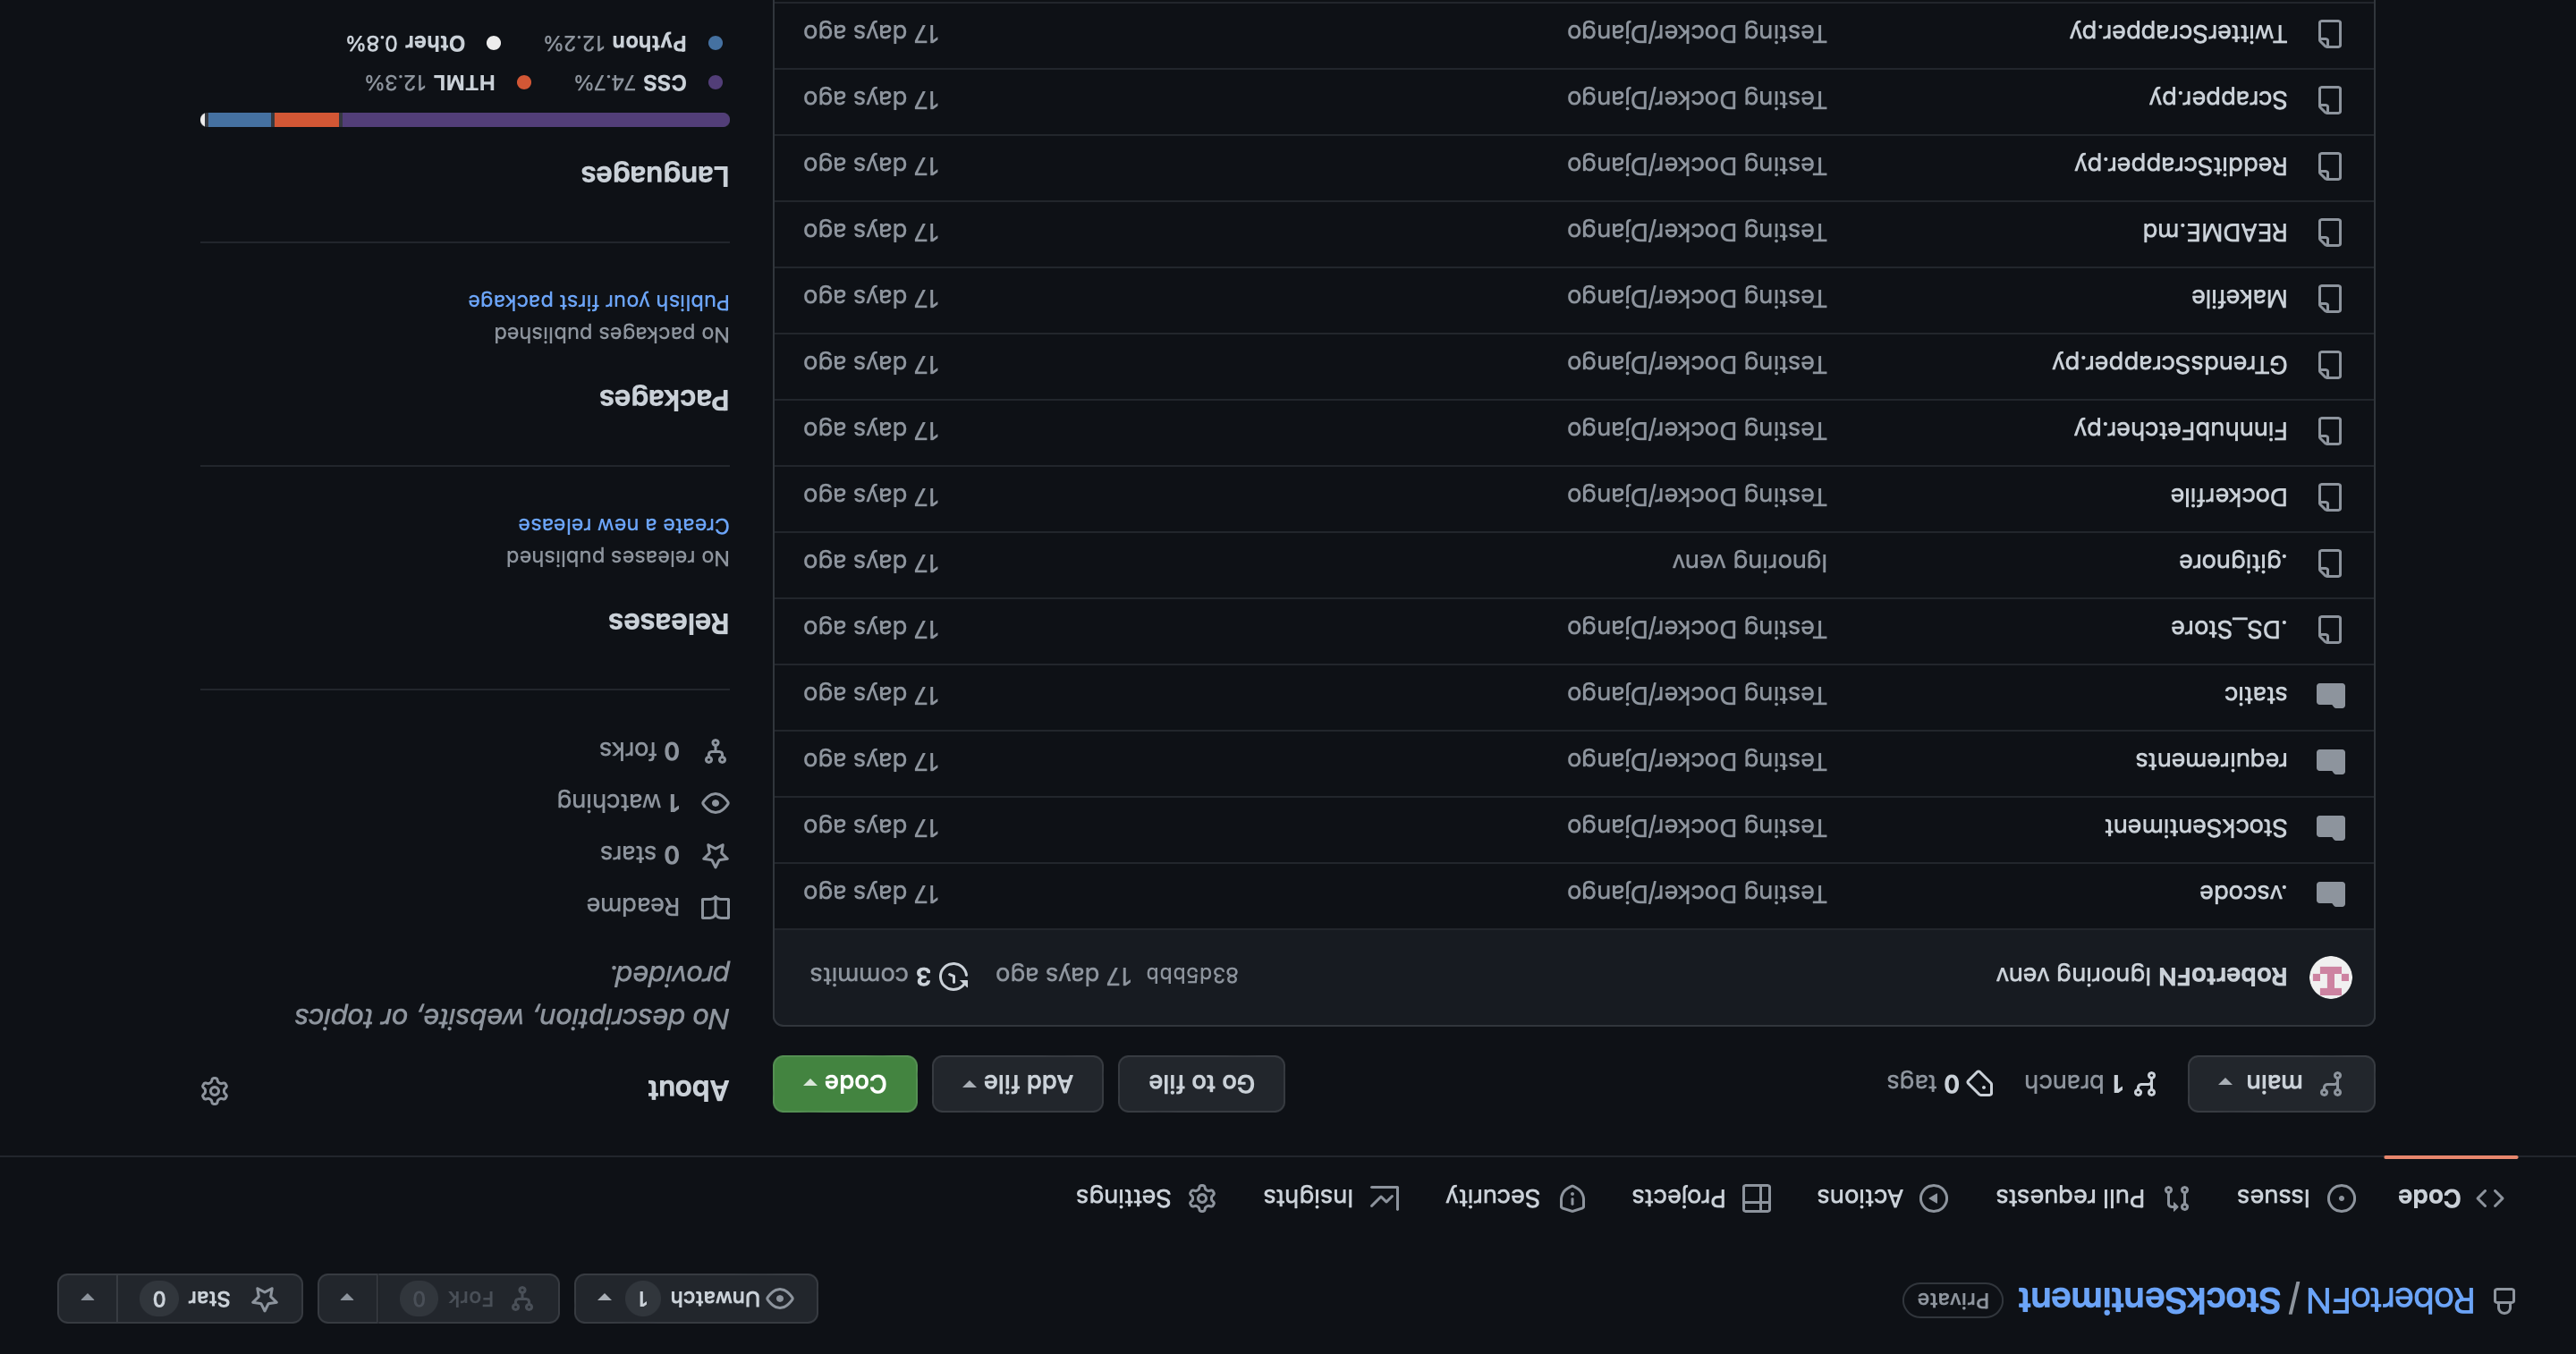 RobertoFN / StockSentiment Private
Unwatch 1 Fork 0 Star 0
Code Issues Pull requests Actions Projects Security Insights Settings
main 1 branch 0 tags Go to file Add file Code
RobertoFN Ignoring venv 83d5bbb 17 days ago 3 commits
.vscode Testing Docker/Django 17 days ago
StockSentiment Testing Docker/Django 17 days ago
requirements Testing Docker/Django 17 days ago
static Testing Docker/Django 17 days ago
.DS_Store Testing Docker/Django 17 days ago
.gitignore Ignoring venv 17 days ago
Dockerfile Testing Docker/Django 17 days ago
FinnhubFetcher.py Testing Docker/Django 17 days ago
GTrendsScrapper.py Testing Docker/Django 17 days ago
Makefile Testing Docker/Django 17 days ago
README.md Testing Docker/Django 17 days ago
RedditScrapper.py Testing Docker/Django 17 days ago
Scrapper.py Testing Docker/Django 17 days ago
TwitterScrapper.py Testing Docker/Django 17 days ago
About
No description, website, or topics
provided.
Readme
0 stars
1 watching
0 forks
Releases
No releases published
Create a new release
Packages
No packages published
Publish your first package
Languages
CSS 74.7% HTML 12.3%
Python 12.2% Other 0.8%